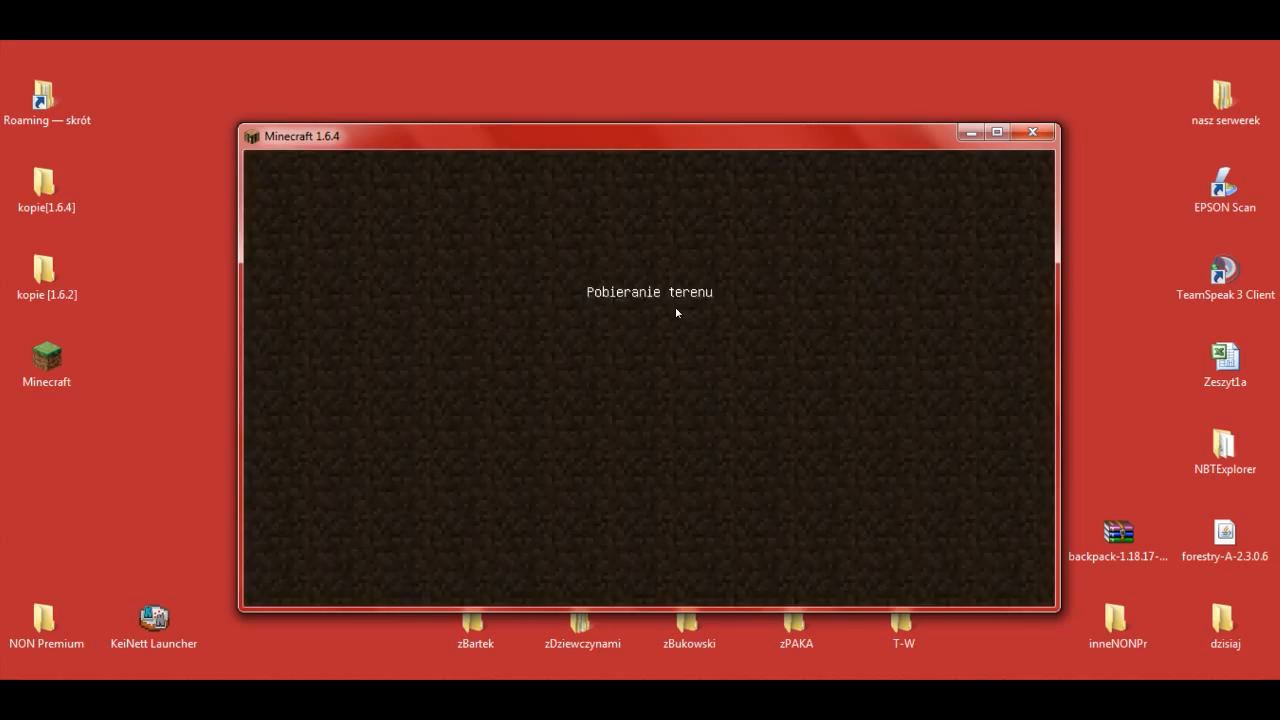 Roaming — skrót
kopie[1.6.4]
kopie [1.6.2]
Minecraft
NON Premium
KeiNett Launcher
Minecraft 1.6.4
Pobieranie terenu
zBartek
zDziewczynami
zBukowski
zPAKA
T-W
nasz serwerek
EPSON Scan
TeamSpeak 3 Client
Zeszyt1a
NBTExplorer
backpack-1.18.17-...
forestry-A-2.3.0.6
inneNONPr
dzisiaj